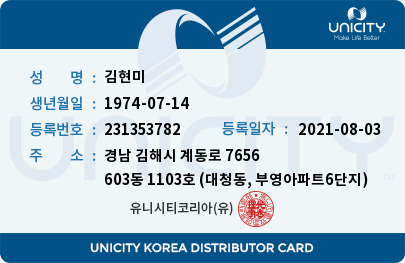 UNICITY
Make Life Better
성 명 : 김현미
생년월일 : 1974-07-14
등록번호 : 231353782 등록일자 : 2021-08-03
주 소 : 경남 김해시 계동로 7656
603동 1103호 (대청동, 부영아파트6단지)
유니시티코리아(유)
UNICITY
UNICITY KOREA DISTRIBUTOR CARD